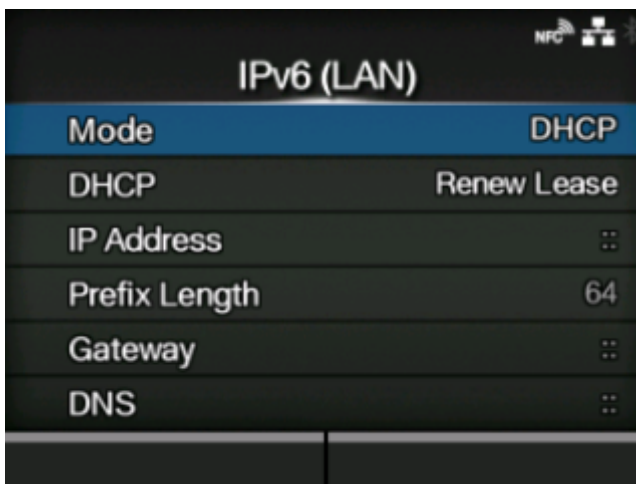 NFC
IPv6 (LAN)
Mode DHCP
DHCP Renew Lease
IP Address ::
Prefix Length 64
Gateway ::
DNS ::